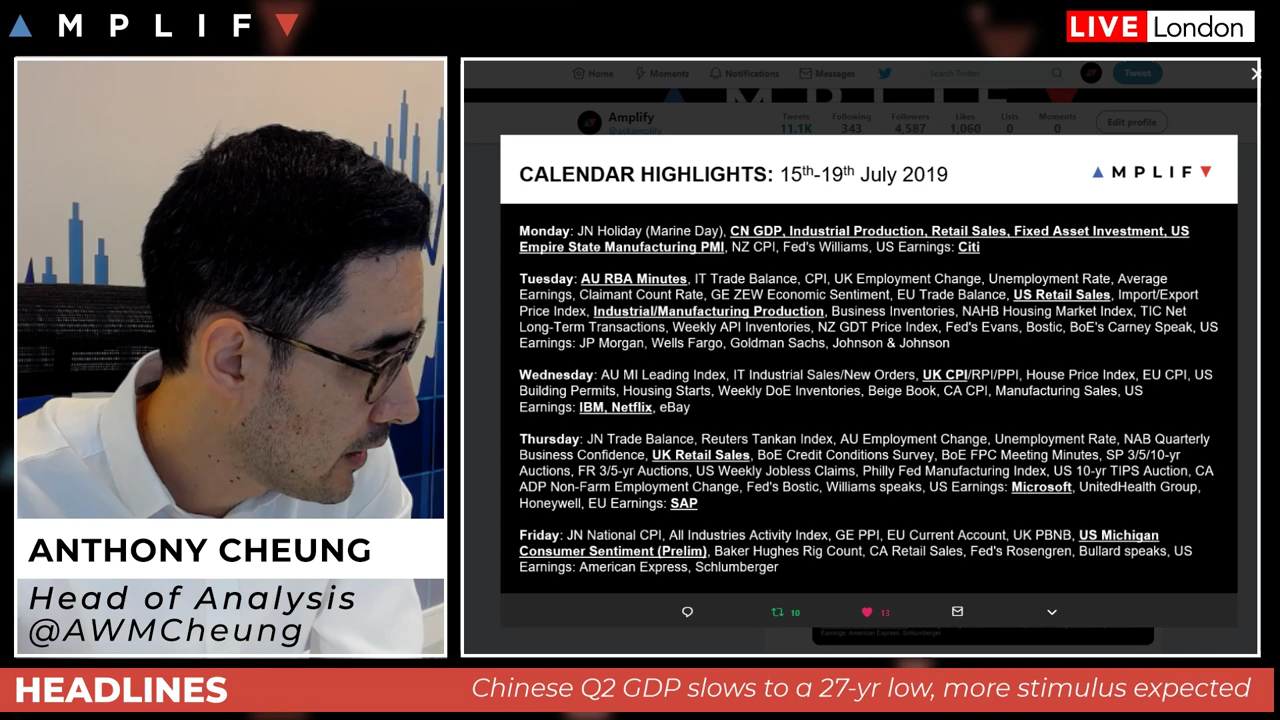 AMPLIFY
LIVE London
Home Moments Notifications Messages Search Twitter Tweet
Amplify
Tweets Following Followers Likes Lists Moments
11.1K 343 4,587 1,060 0 0
Edit profile
CALENDAR HIGHLIGHTS: 15th-19th July 2019
AMPLIFY
Monday: JN Holiday (Marine Day), CN GDP, Industrial Production, Retail Sales, Fixed Asset Investment, US
Empire State Manufacturing PMI, NZ CPI, Fed's Williams, US Earnings: Citi
Tuesday: AU RBA Minutes, IT Trade Balance, CPI, UK Employment Change, Unemployment Rate, Average
Earnings, Claimant Count Rate, GE ZEW Economic Sentiment, EU Trade Balance, US Retail Sales, Import/Export
Price Index, Industrial/Manufacturing Production, Business Inventories, NAHB Housing Market Index, TIC Net
Long-Term Transactions, Weekly API Inventories, NZ GDT Price Index, Fed's Evans, Bostic, BoE's Carney Speak, US
Earnings: JP Morgan, Wells Fargo, Goldman Sachs, Johnson & Johnson
Wednesday: AU MI Leading Index, IT Industrial Sales/New Orders, UK CPI/RPI/PPI, House Price Index, EU CPI, US
Building Permits, Housing Starts, Weekly DoE Inventories, Beige Book, CA CPI, Manufacturing Sales, US
Earnings: IBM, Netflix, eBay
Thursday: JN Trade Balance, Reuters Tankan Index, AU Employment Change, Unemployment Rate, NAB Quarterly
Business Confidence, UK Retail Sales, BoE Credit Conditions Survey, BoE FPC Meeting Minutes, SP 3/5/10-yr
Auctions, FR 3/5-yr Auctions, US Weekly Jobless Claims, Philly Fed Manufacturing Index, US 10-yr TIPS Auction, CA
ADP Non-Farm Employment Change, Fed's Bostic, Williams speaks, US Earnings: Microsoft, UnitedHealth Group,
Honeywell, EU Earnings: SAP
Friday: JN National CPI, All Industries Activity Index, GE PPI, EU Current Account, UK PBNB, US Michigan
Consumer Sentiment (Prelim), Baker Hughes Rig Count, CA Retail Sales, Fed's Rosengren, Bullard speaks, US
Earnings: American Express, Schlumberger
10 13
ANTHONY CHEUNG
Head of Analysis
@AWMCheung
HEADLINES
Chinese Q2 GDP slows to a 27-yr low, more stimulus expected